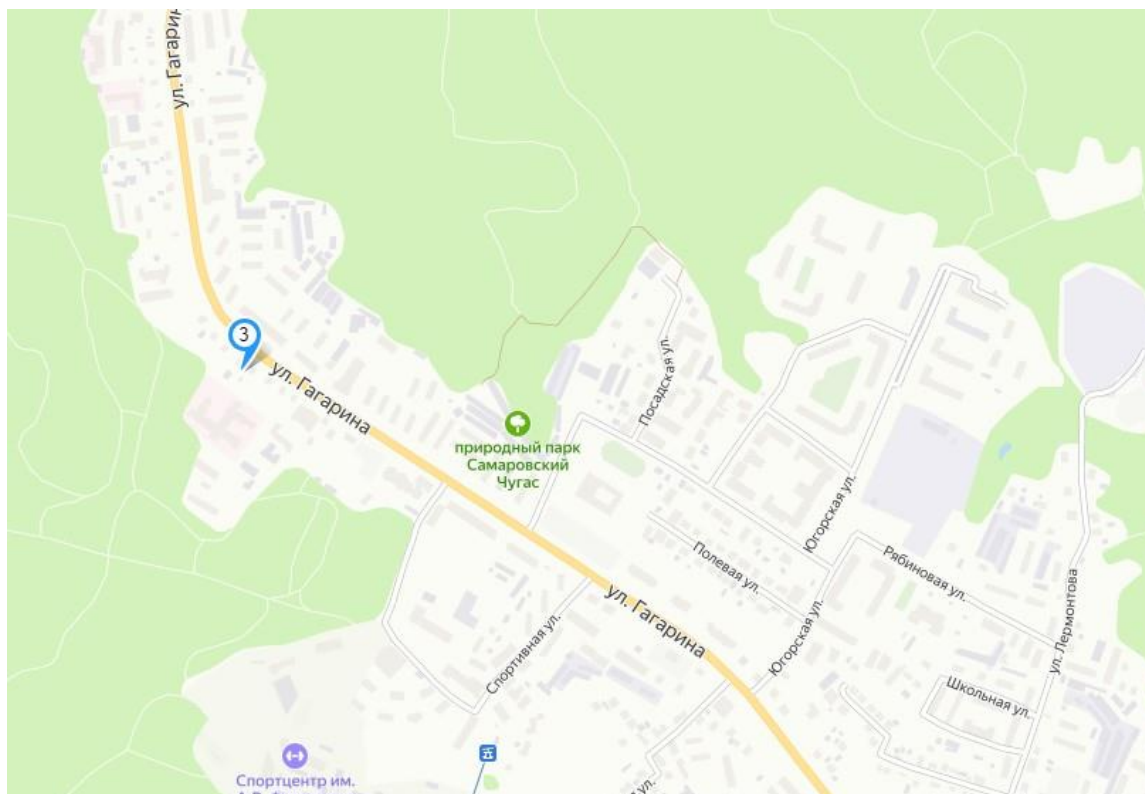 ул. Гагарин
3
ул. Гагарина
Посадская ул.
природный парк
Самаровский
Чугас
Югорская ул.
Полевая ул.
Рябиновая ул.
ул. Гагарина
Спортивная ул.
Югорская ул.
ул. Лермонтова
Школьная ул.
Спортцентр им.